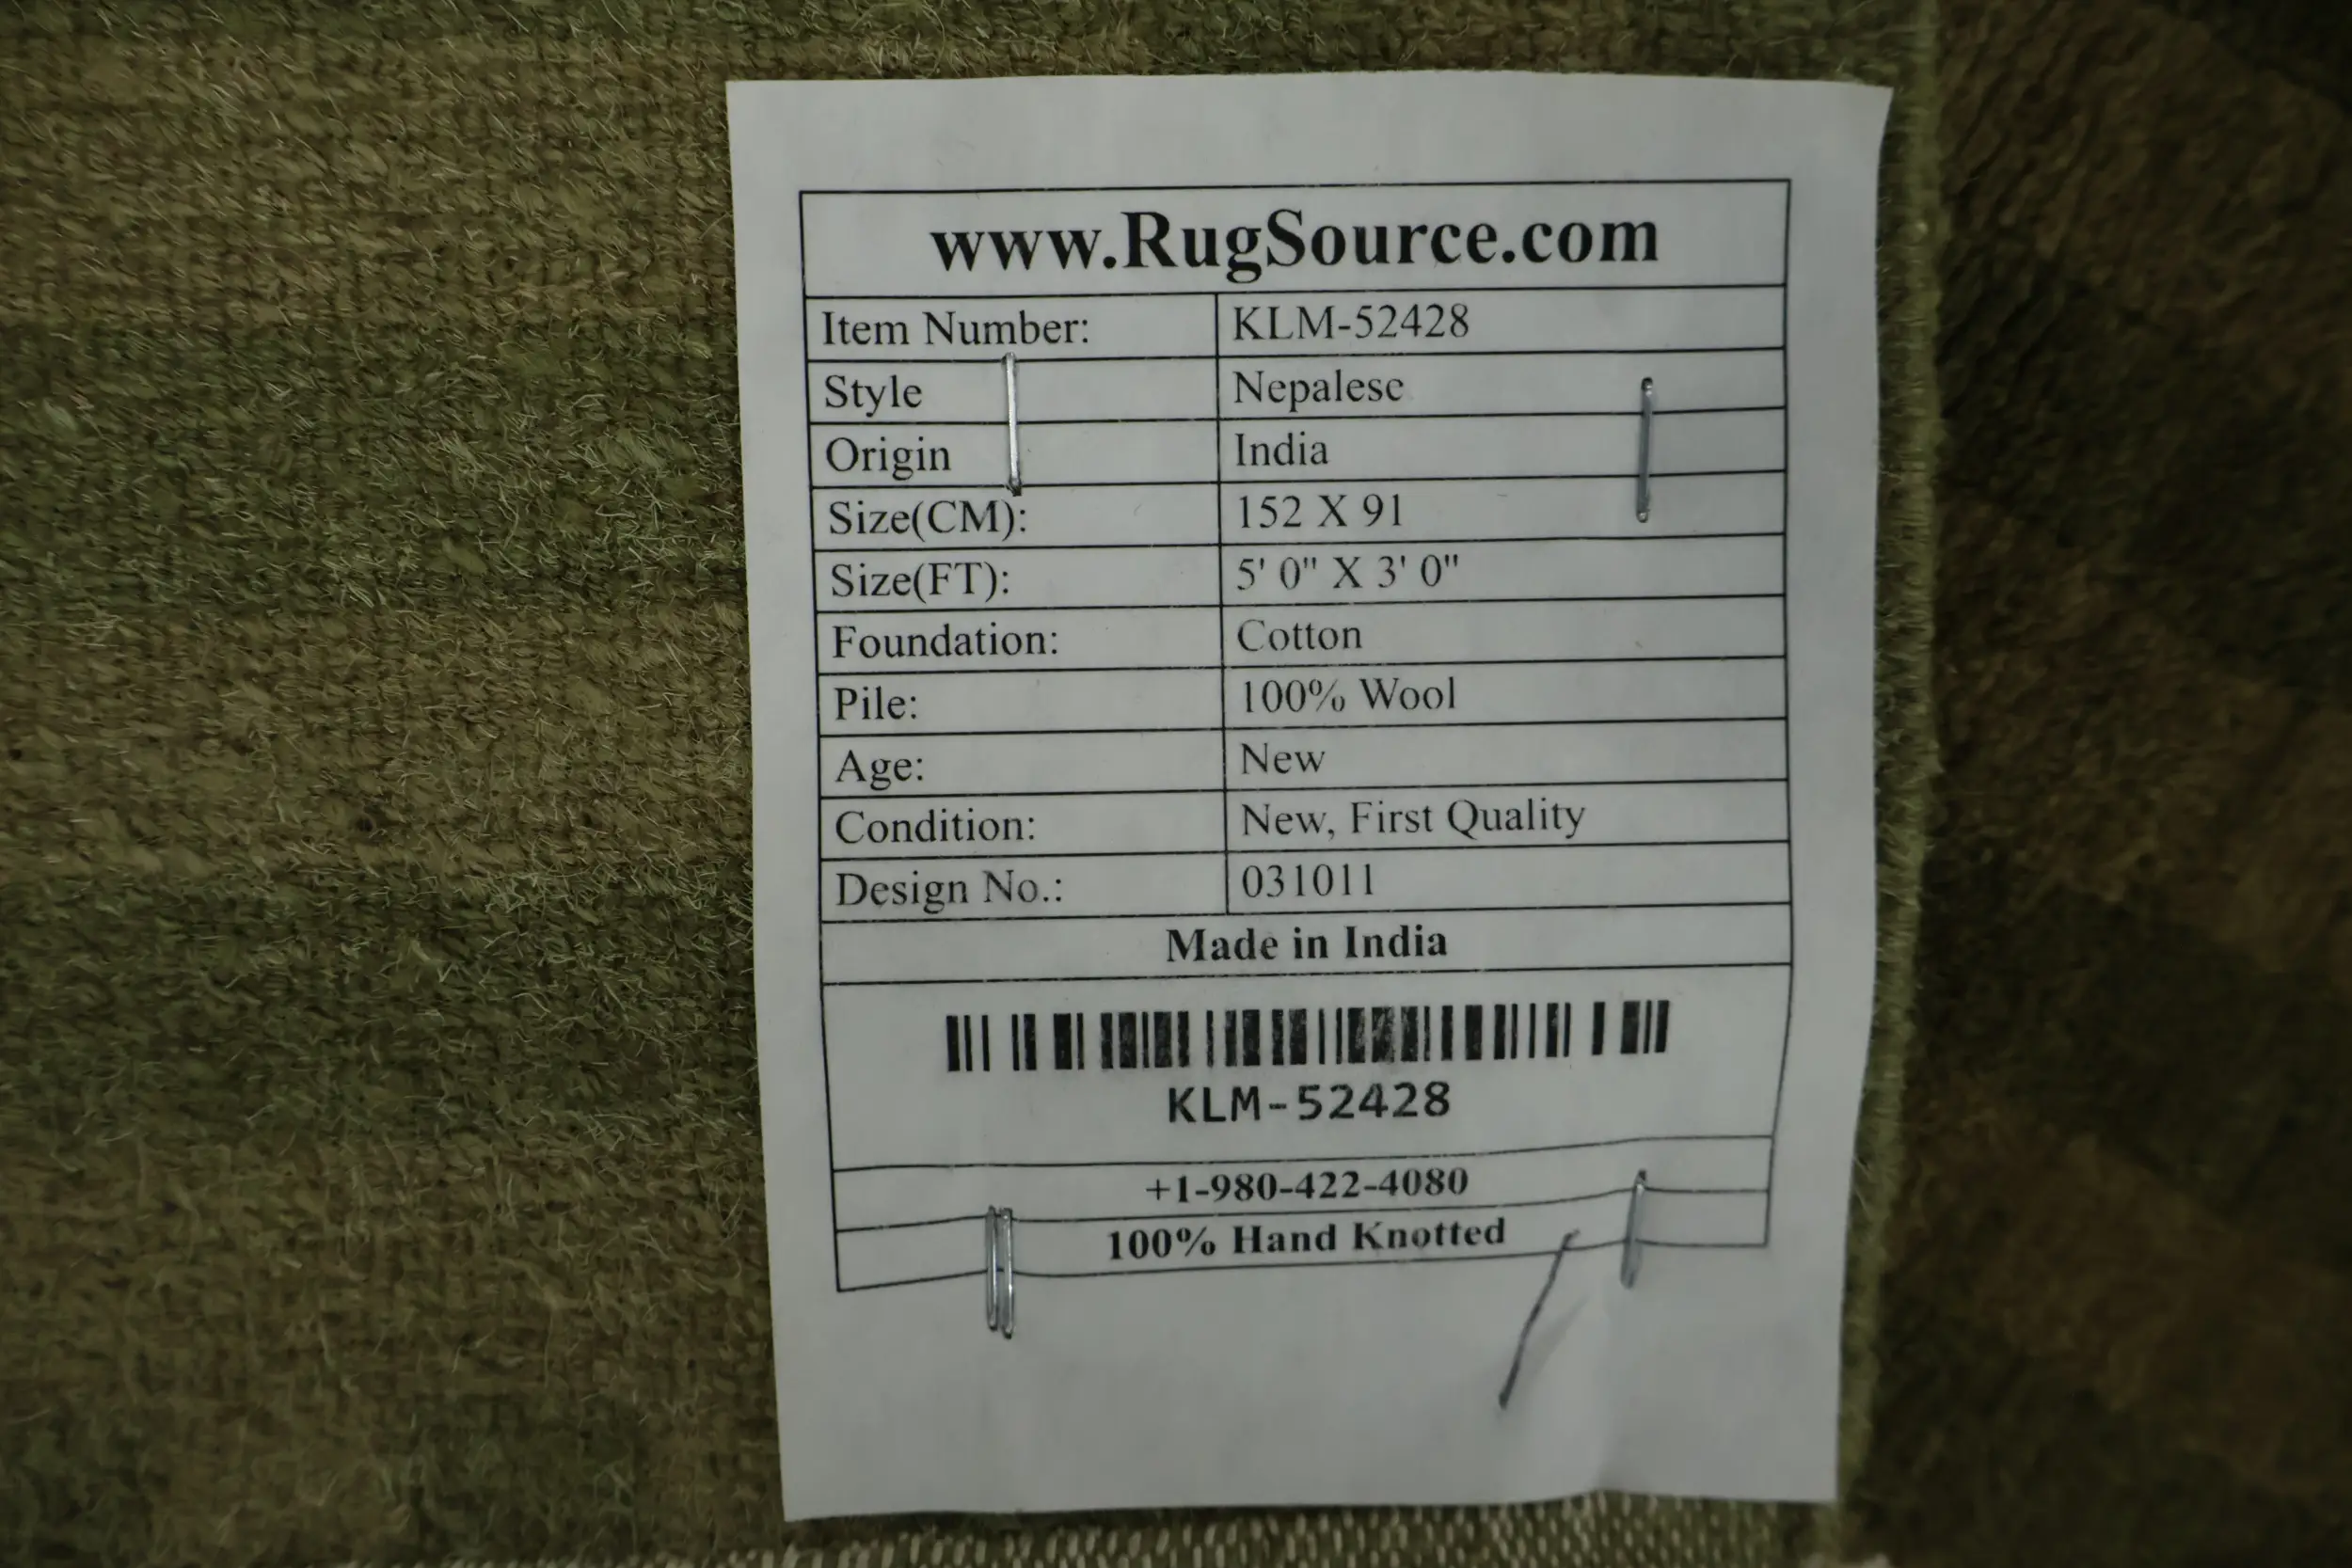 www.RugSource.com
Item Number: KLM-52428
Style Nepalese
Origin India
Size(CM): 152 X 91
Size(FT): 5' 0" X 3' 0"
Foundation: Cotton
Pile: 100% Wool
Age: New
Condition: New, First Quality
Design No.: 031011
Made in India
KLM-52428
+1-980-422-4080
100% Hand Knotted